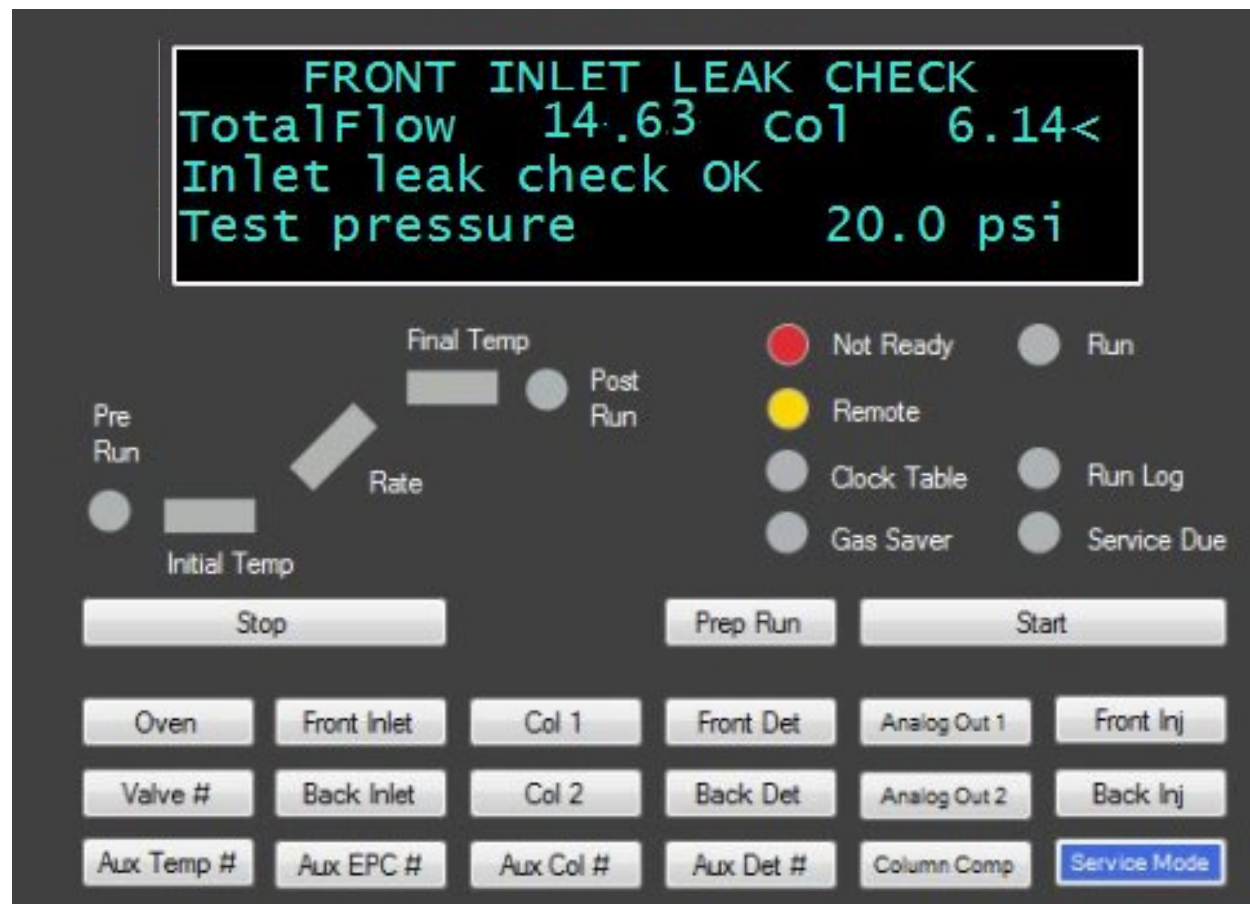 FRONT INLET LEAK CHECK
TotalFlow 14.63 Col 6.14<
Inlet leak check OK
Test pressure 20.0 psi
Final Temp
Not Ready
Run
Post
Run
Pre
Run
Remote
Rate
Clock Table
Run Log
Gas Saver
Service Due
Initial Temp
Stop
Prep Run
Start
Oven
Front Inlet
Col 1
Front Det
Analog Out 1
Front Inj
Valve #
Back Inlet
Col 2
Back Det
Analog Out 2
Back Inj
Aux Temp #
Aux EPC #
Aux Col #
Aux Det #
Column Comp
Service Mode